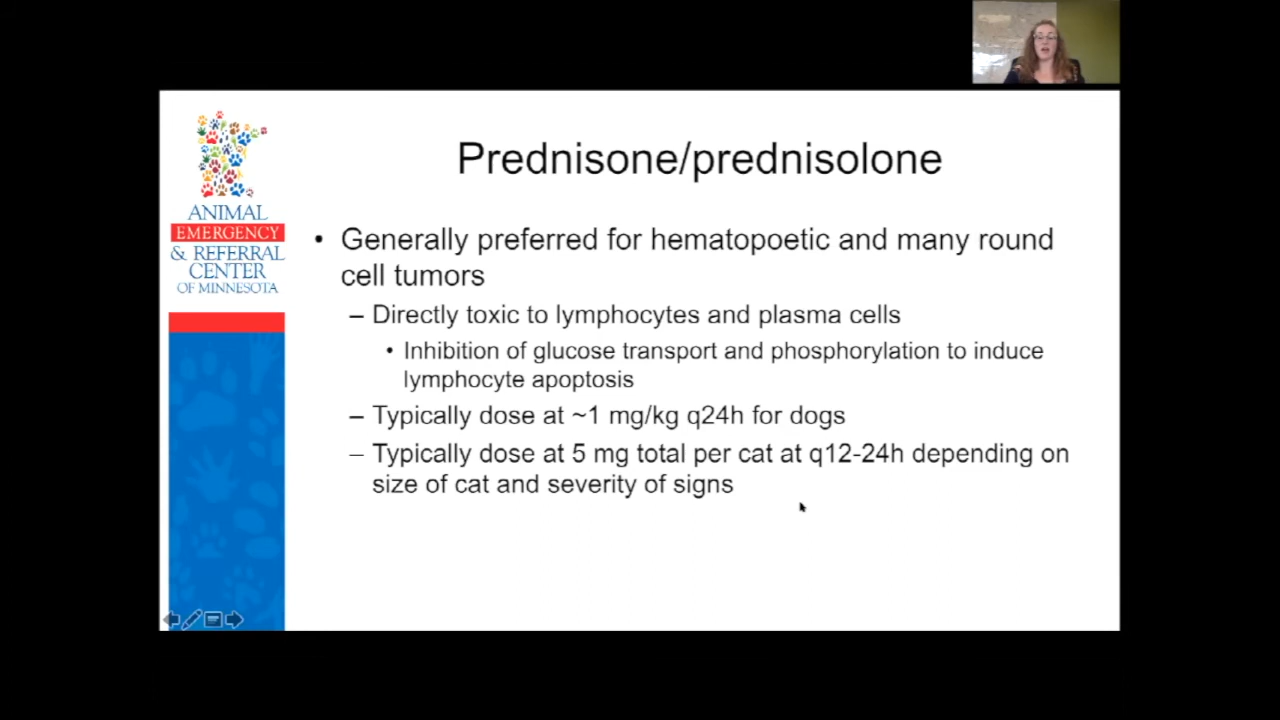 Prednisone/prednisolone
ANIMAL
EMERGENCY
& REFERRAL
CENTER
OF MINNESOTA
• Generally preferred for hematopoetic and many round
cell tumors
– Directly toxic to lymphocytes and plasma cells
• Inhibition of glucose transport and phosphorylation to induce
lymphocyte apoptosis
– Typically dose at ~1 mg/kg q24h for dogs
– Typically dose at 5 mg total per cat at q12-24h depending on
size of cat and severity of signs